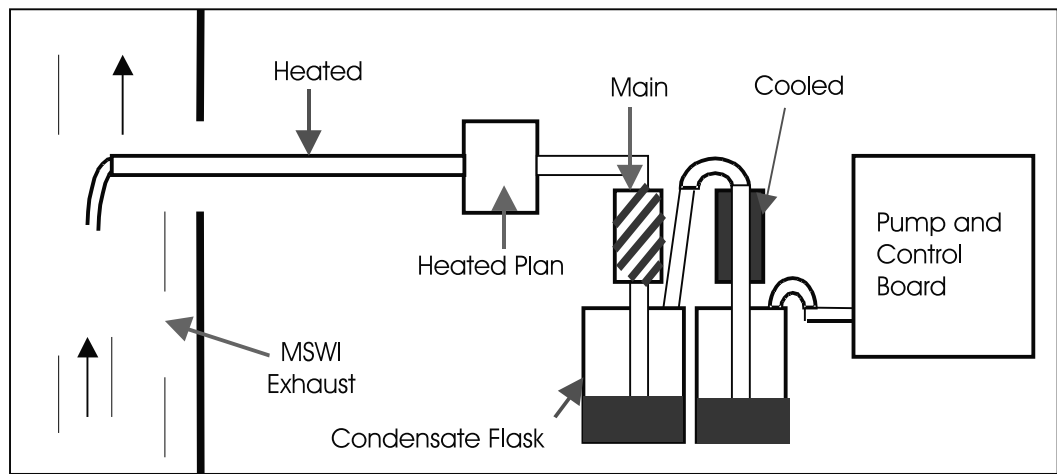 Heated
Main
Cooled
Pump and
Control
Board
Heated Plan
MSWI
Exhaust
Condensate Flask